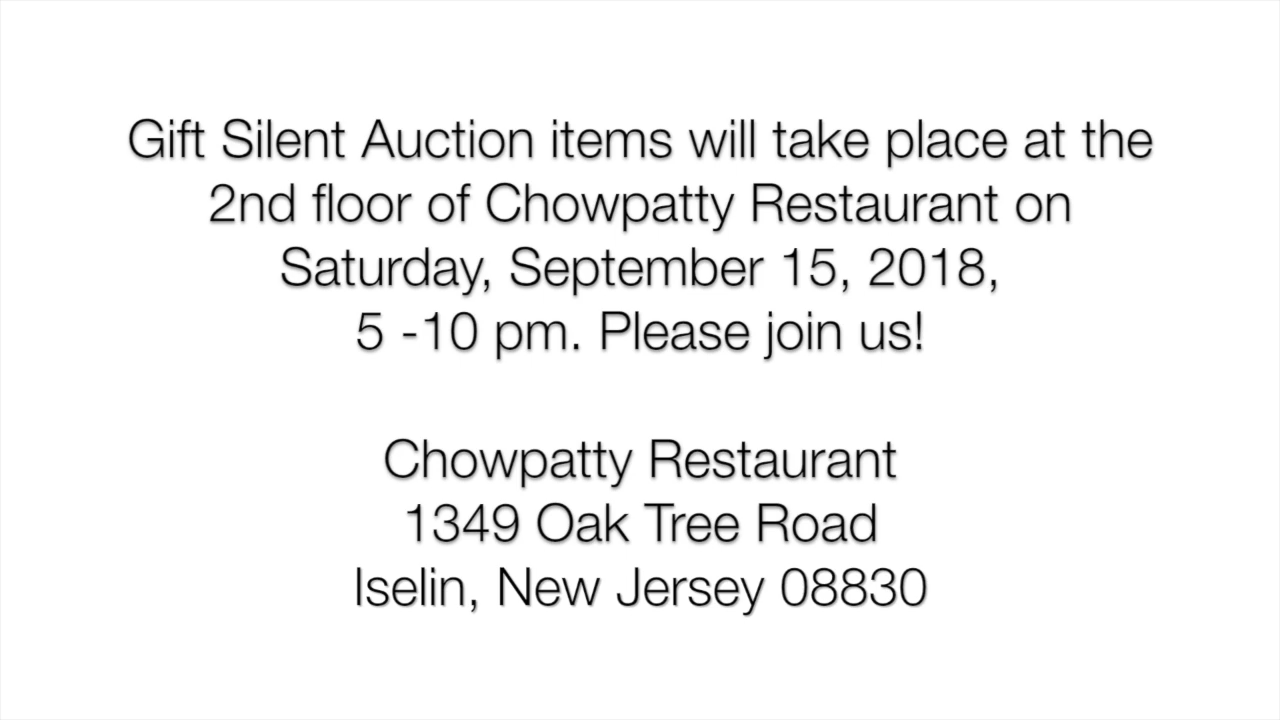 Gift Silent Auction items will take place at the
2nd floor of Chowpatty Restaurant on
Saturday, September 15, 2018,
5 -10 pm. Please join us!
Chowpatty Restaurant
1349 Oak Tree Road
Iselin, New Jersey 08830